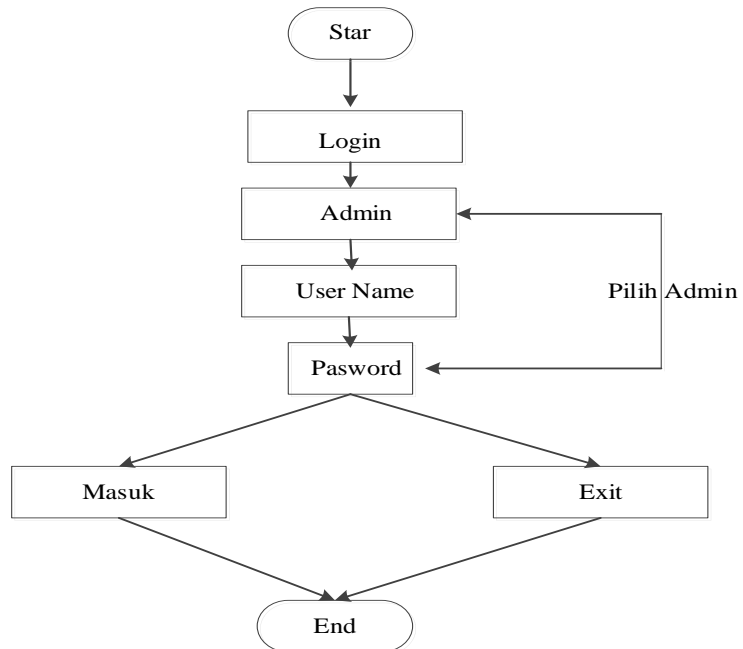 Star
Login
Admin
User Name
Pilih Admin
Pasword
Masuk
Exit
End